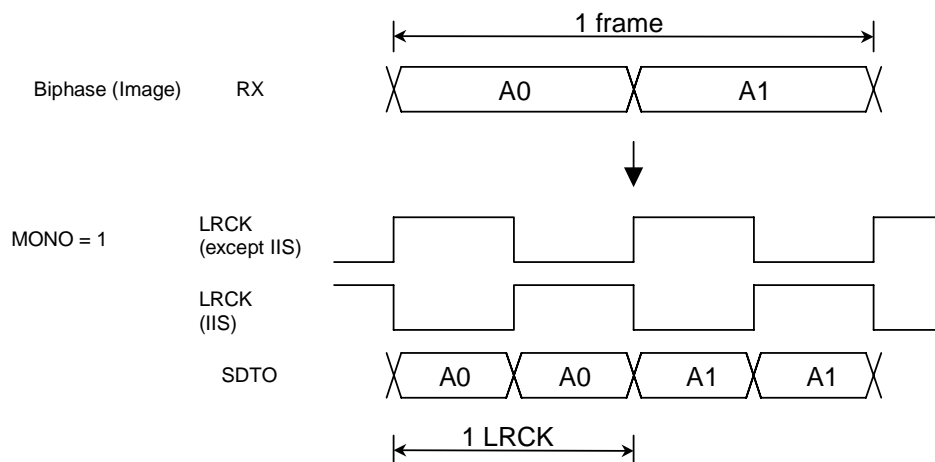 1 frame
Biphase (Image) RX A0 A1
MONO = 1
LRCK
(except IIS)
LRCK
(IIS)
SDTO A0 A0 A1 A1
1 LRCK